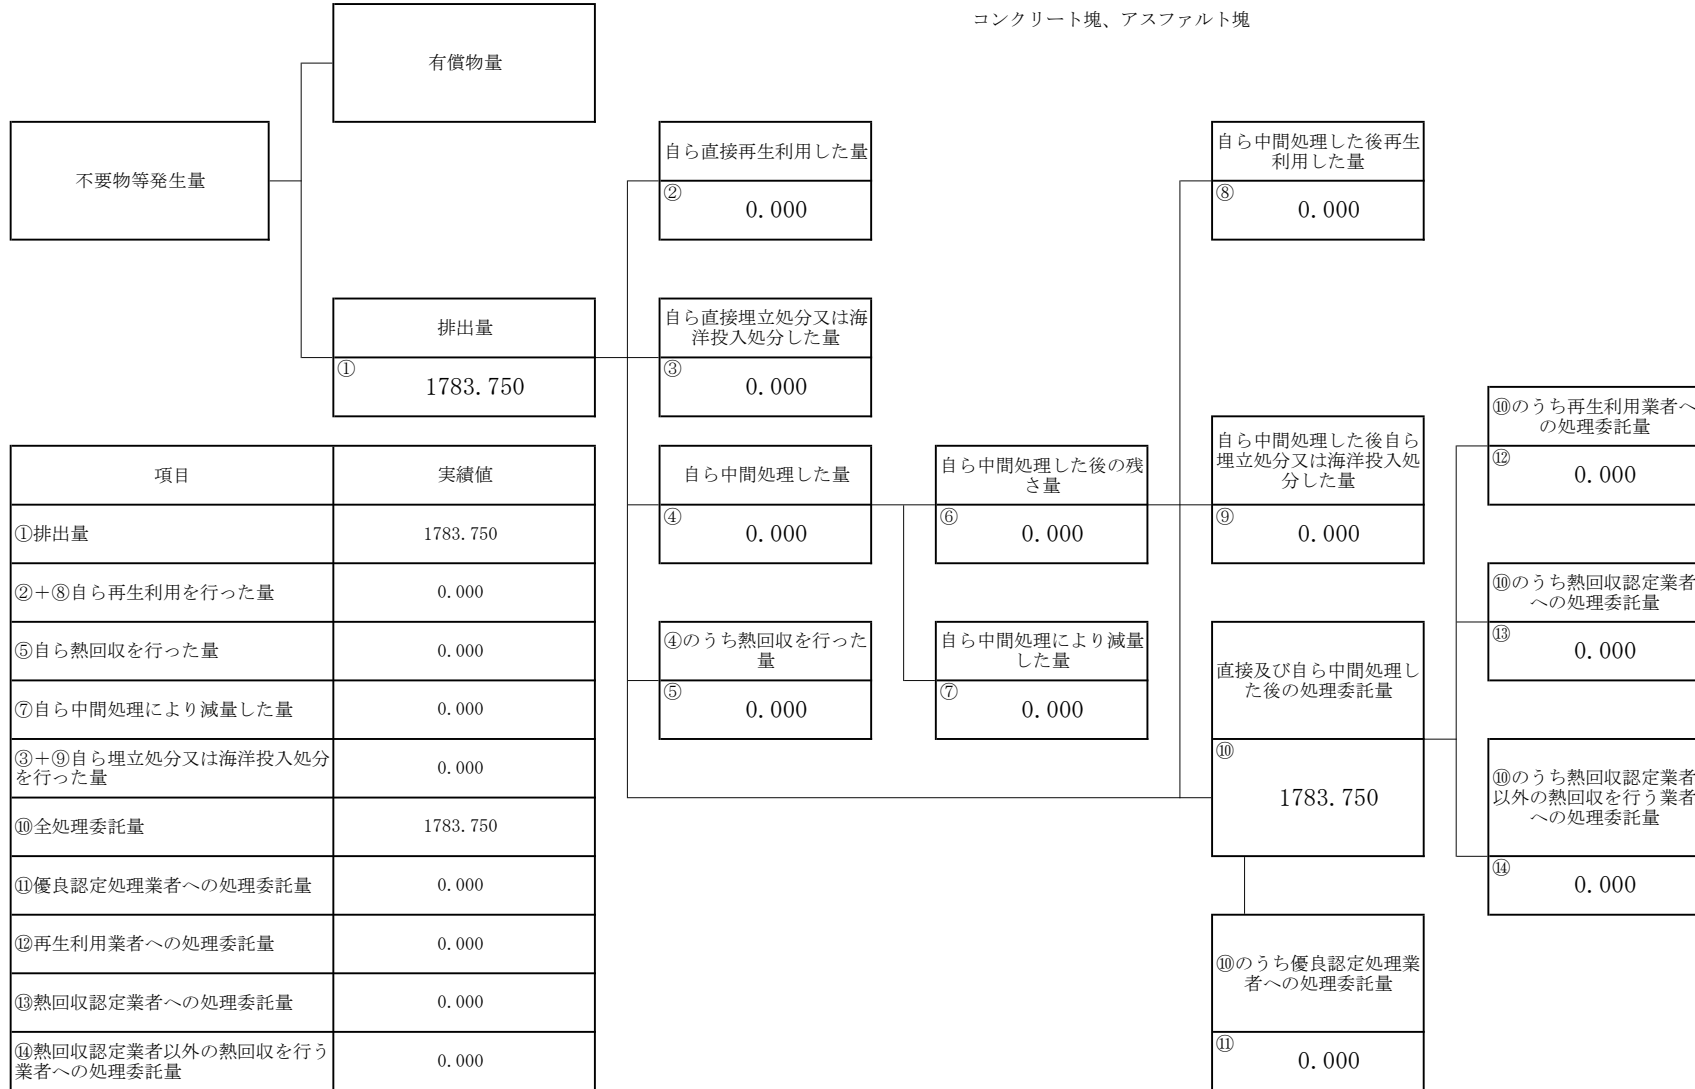 コンクリート塊、アスファルト塊
有償物量
不要物等発生量
自ら直接再生利用した量
②
0.000
自ら中間処理した後再生
利用した量
⑧
0.000
排出量
①
1783.750
自ら直接埋立処分又は海
洋投入処分した量
③
0.000
自ら中間処理した量
④
0.000
自ら中間処理した後の残
さ量
⑥
0.000
自ら中間処理した後自ら
埋立処分又は海洋投入処
分した量
⑨
0.000
⑩のうち再生利用業者へ
の処理委託量
⑫
0.000
④のうち熱回収を行った
量
⑤
0.000
自ら中間処理により減量
した量
⑦
0.000
直接及び自ら中間処理し
た後の処理委託量
⑩
1783.750
⑩のうち熱回収認定業者
への処理委託量
⑬
0.000
⑩のうち熱回収認定業者
以外の熱回収を行う業者
への処理委託量
⑭
0.000
⑩のうち優良認定処理業
者への処理委託量
⑪
0.000
項目 実績値
①排出量 1783.750
②＋⑧自ら再生利用を行った量 0.000
⑤自ら熱回収を行った量 0.000
⑦自ら中間処理により減量した量 0.000
③＋⑨自ら埋立処分又は海洋投入処分
を行った量 0.000
⑩全処理委託量 1783.750
⑪優良認定処理業者への処理委託量 0.000
⑫再生利用業者への処理委託量 0.000
⑬熱回収認定業者への処理委託量 0.000
⑭熱回収認定業者以外の熱回収を行う
業者への処理委託量 0.000